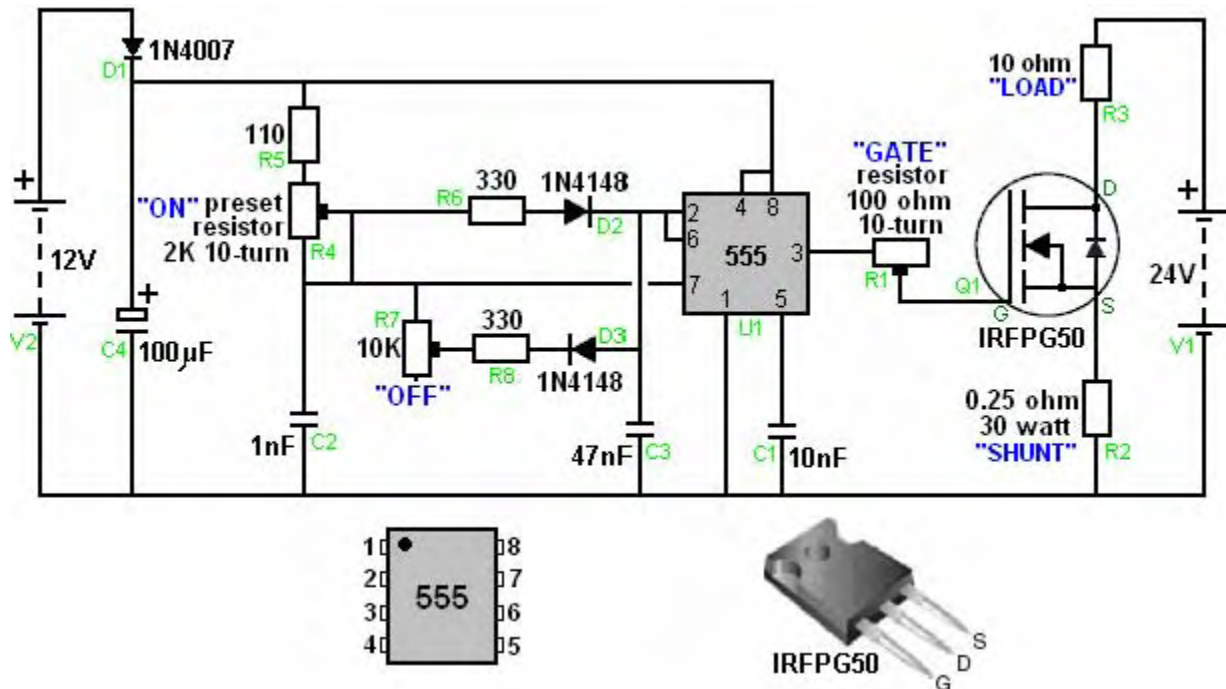 1N4007
D1
110
R5
"ON" preset
resistor
2K 10-turn
R4
+
12V
V2
+
C4
100µF
330
R6
1N4148
D2
R7
10K
"OFF"
330
R8
D3
1N4148
1nF
C2
47nF
C3
2
6
7
4
8
555
3
1
5
U1
C1
10nF
"GATE"
resistor
100 ohm
10-turn
R1
10 ohm
"LOAD"
R3
D
Q1
G
S
IRFPG50
+
24V
V1
0.25 ohm
30 watt
"SHUNT"
R2
1
2
3
4
555
8
7
6
5
IRFPG50
S
D
G